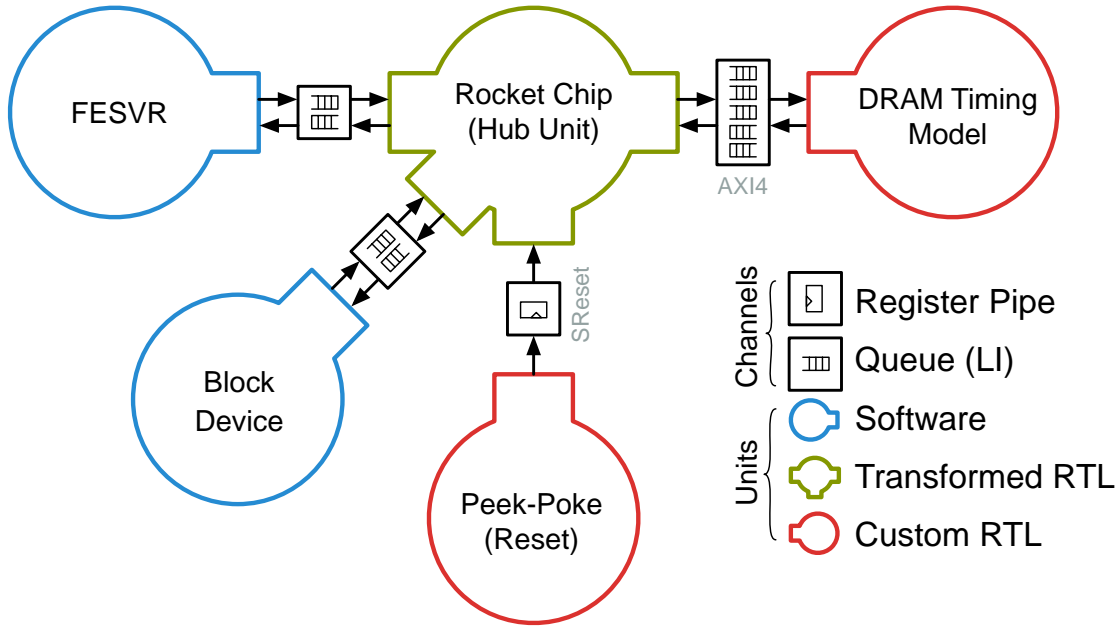 FESVR
Rocket Chip
(Hub Unit)
DRAM Timing
Model
AXI4
SReset
Block
Device
Peek-Poke
(Reset)
Channels
Register Pipe
Queue (LI)
Units
Software
Transformed RTL
Custom RTL